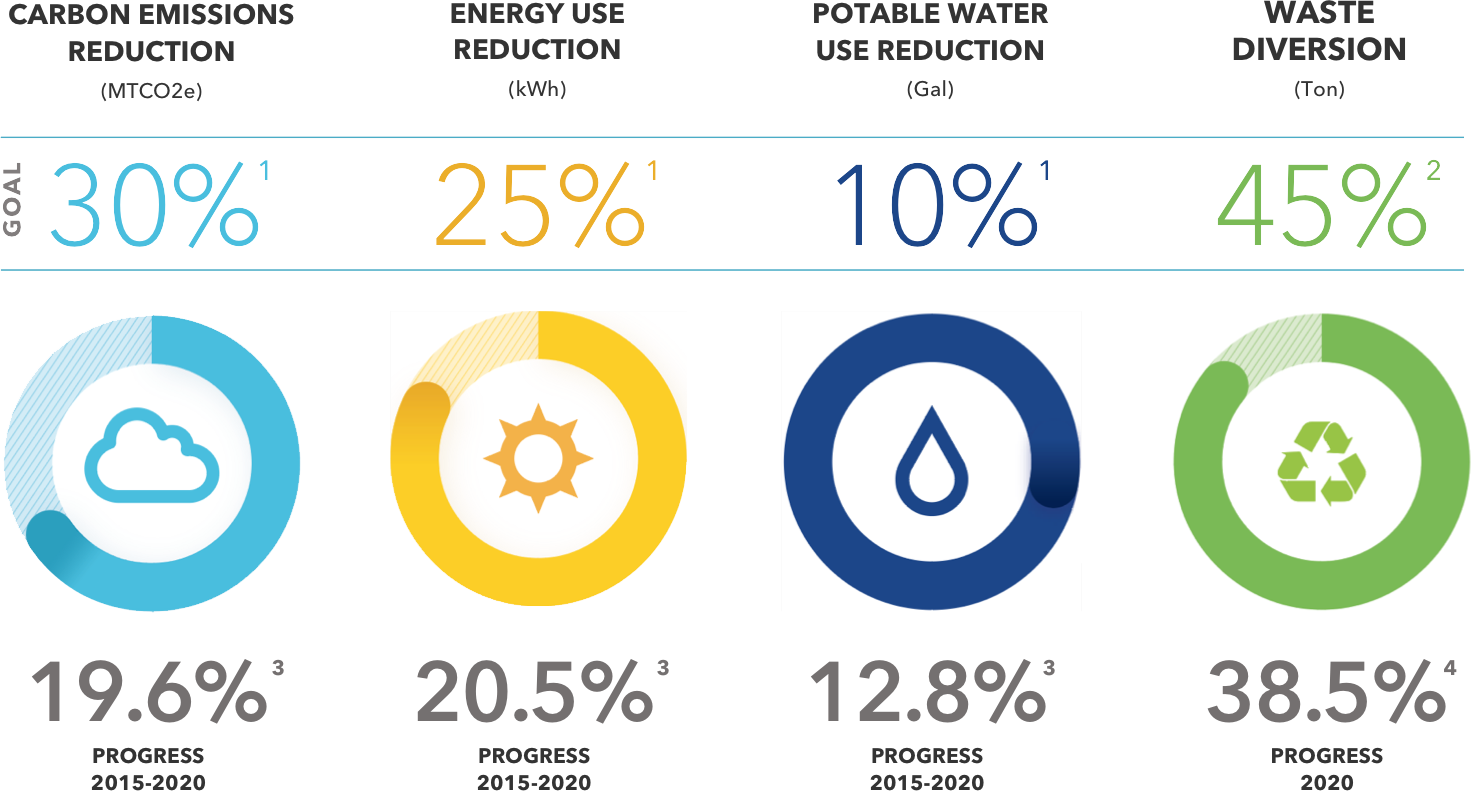 CARBON EMISSIONS
REDUCTION
(MTCO2e)
ENERGY USE
REDUCTION
(kWh)
POTABLE WATER
USE REDUCTION
(Gal)
WASTE
DIVERSION
(Ton)
GOAL
30%1
25%1
10%1
45%2
19.6%3
PROGRESS
2015-2020
20.5%3
PROGRESS
2015-2020
12.8%3
PROGRESS
2015-2020
38.5%4
PROGRESS
2020